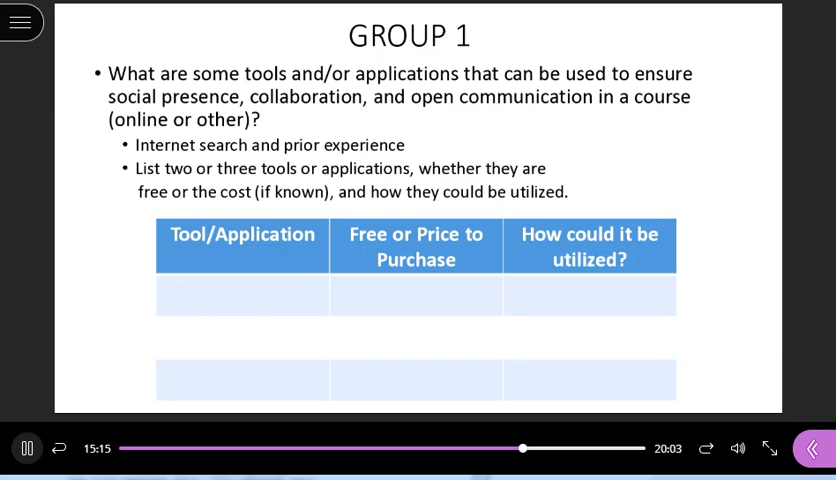 GROUP 1
• What are some tools and/or applications that can be used to ensure
social presence, collaboration, and open communication in a course
(online or other)?
• Internet search and prior experience
• List two or three tools or applications, whether they are
free or the cost (if known), and how they could be utilized.
Tool/Application Free or Price to How could it be
Purchase utilized?
15:15 20:03